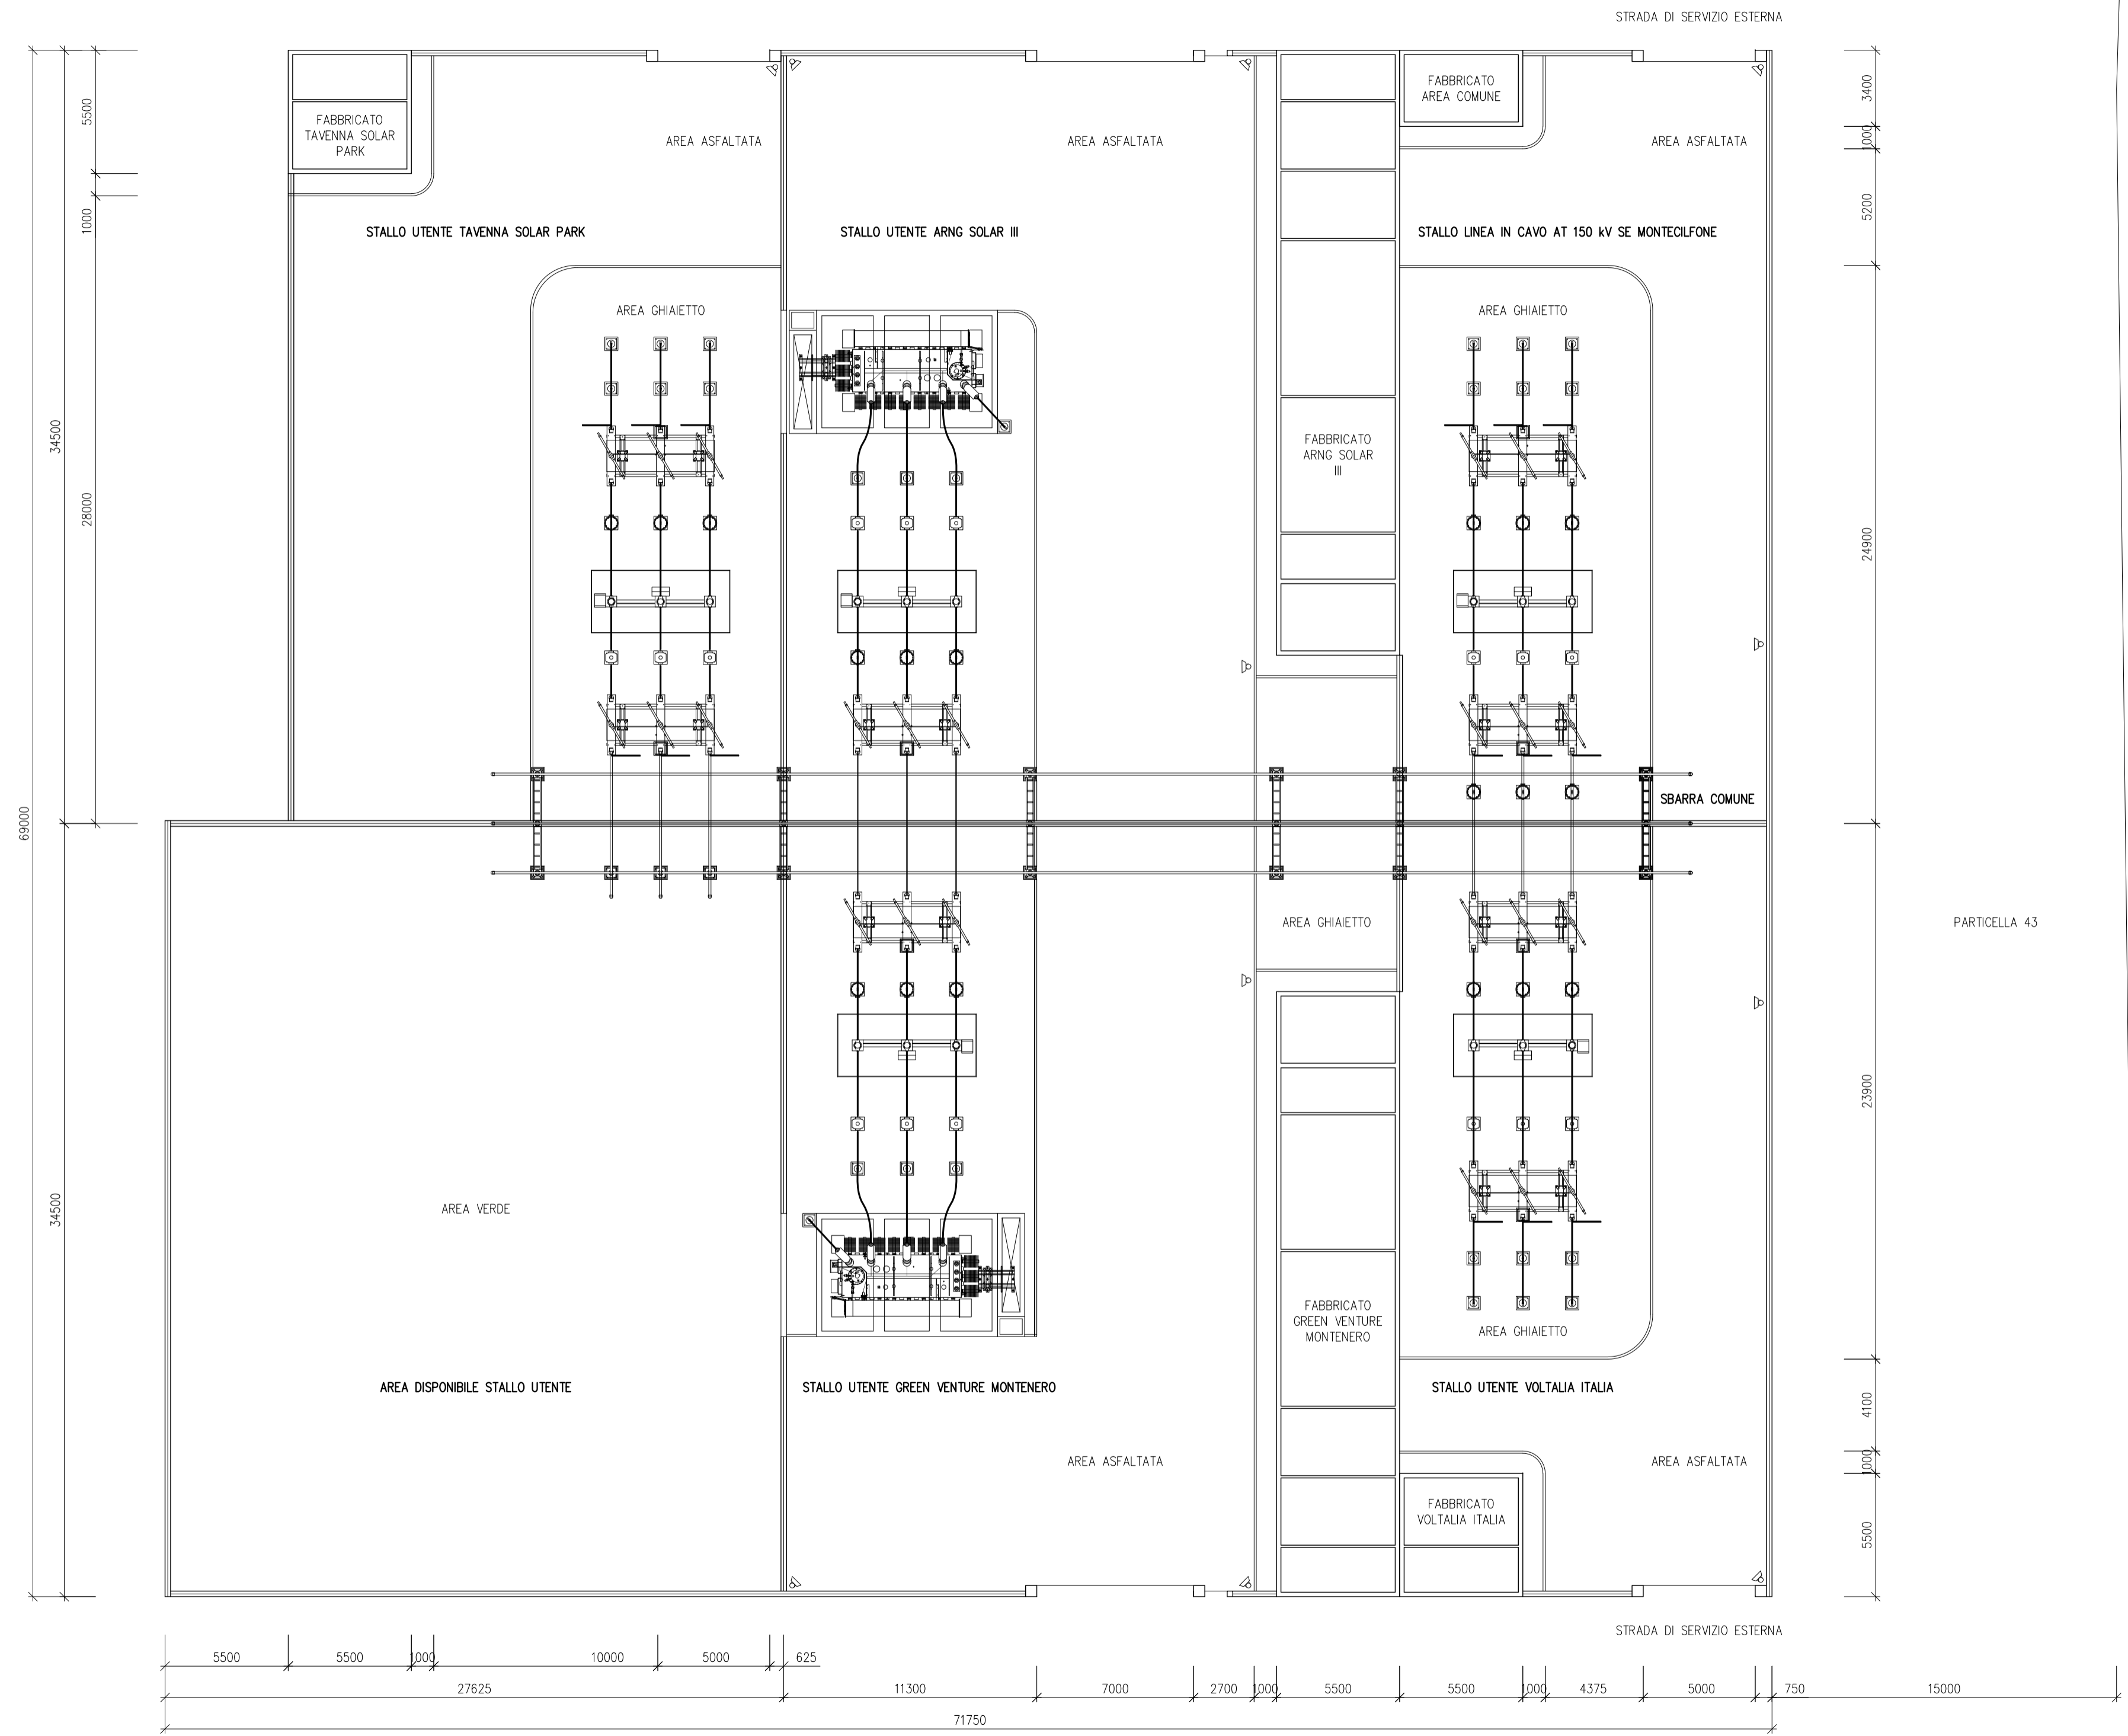 STRADA DI SERVIZIO ESTERNA
FABBRICATO
TAVENNA SOLAR
PARK
AREA ASFALTATA
AREA ASFALTATA
FABBRICATO
AREA COMUNE
AREA ASFALTATA
STALLO UTENTE TAVENNA SOLAR PARK
STALLO UTENTE ARNG SOLAR III
STALLO LINEA IN CAVO AT 150 kV SE MONTECILFONE
AREA GHIAIETTO
AREA GHIAIETTO
FABBRICATO
ARNG SOLAR
III
SBARRA COMUNE
AREA GHIAIETTO
PARTICELLA 43
AREA VERDE
FABBRICATO
GREEN VENTURE
MONTENERO
AREA GHIAIETTO
AREA DISPONIBILE STALLO UTENTE
STALLO UTENTE GREEN VENTURE MONTENERO
STALLO UTENTE VOLTALIA ITALIA
AREA ASFALTATA
AREA ASFALTATA
FABBRICATO
VOLTALIA ITALIA
STRADA DI SERVIZIO ESTERNA
69000
34500
34500
5500
1000
28000
3400
1000
5200
24900
23900
4100
1000
5500
5500
5500
1000
10000
5000
625
27625
11300
7000
2700
1000
5500
5500
1000
4375
5000
750
15000
71750